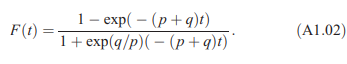 F(t) = \frac{1 − exp( − (p + q)t)}{1 + exp(q/p)( − (p + q)t)}. (A1.02)